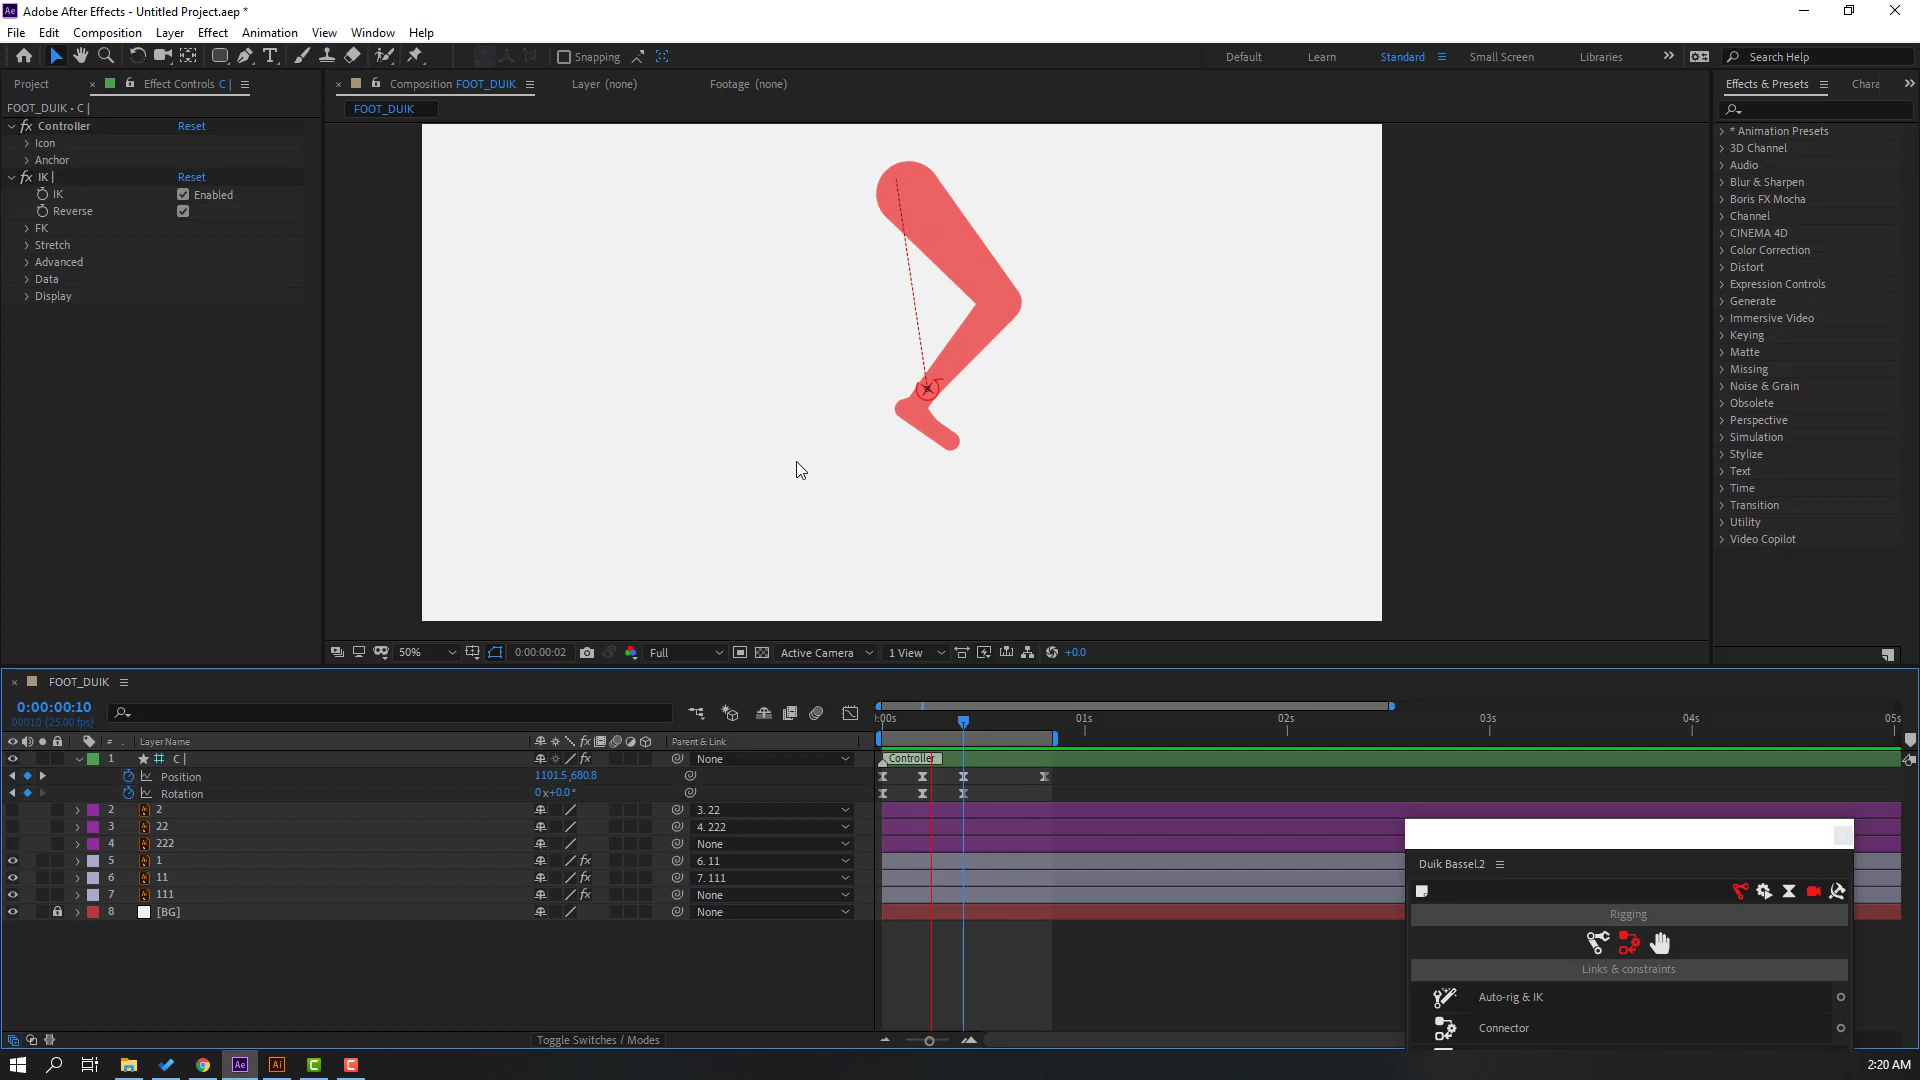 Adobe After Effects - Untitled Project.aep *
File Edit Composition Layer Effect Animation View Window Help
Snapping
Default Learn Standard Small Screen Libraries Search Help
Project Effect Controls C |
Composition FOOT_DUIK Layer (none) Footage (none)
Effects & Presets Chara
FOOT_DUIK • C |
FOOT_DUIK
fx Controller Reset
Icon
Anchor
fx IK | Reset
IK Enabled
Reverse
FK
Stretch
Advanced
Data
Display
* Animation Presets
3D Channel
Audio
Blur & Sharpen
Boris FX Mocha
Channel
CINEMA 4D
Color Correction
Distort
Expression Controls
Generate
Immersive Video
Keying
Matte
Missing
Noise & Grain
Obsolete
Perspective
Simulation
Stylize
Text
Time
Transition
Utility
Video Copilot
50% 0:00:00:02 Full Active Camera 1 View +0.0
FOOT_DUIK
0:00:00:10
00010 (25.00 fps)
:00s 01s 02s 03s 04s 05s
# Layer Name fx Parent & Link
1 C | fx None Controller
Position 1101.5,680.8
Rotation 0x+0.0°
2 2 3. 22
3 22 4. 222
4 222 None
5 1 fx 6. 11
6 11 fx 7. 111
7 111 fx None
8 [BG] None
Duik Bassel.2
Rigging
Links & constraints
Auto-rig & IK
Connector
Toggle Switches / Modes
Ae Ai C C
2:20 AM